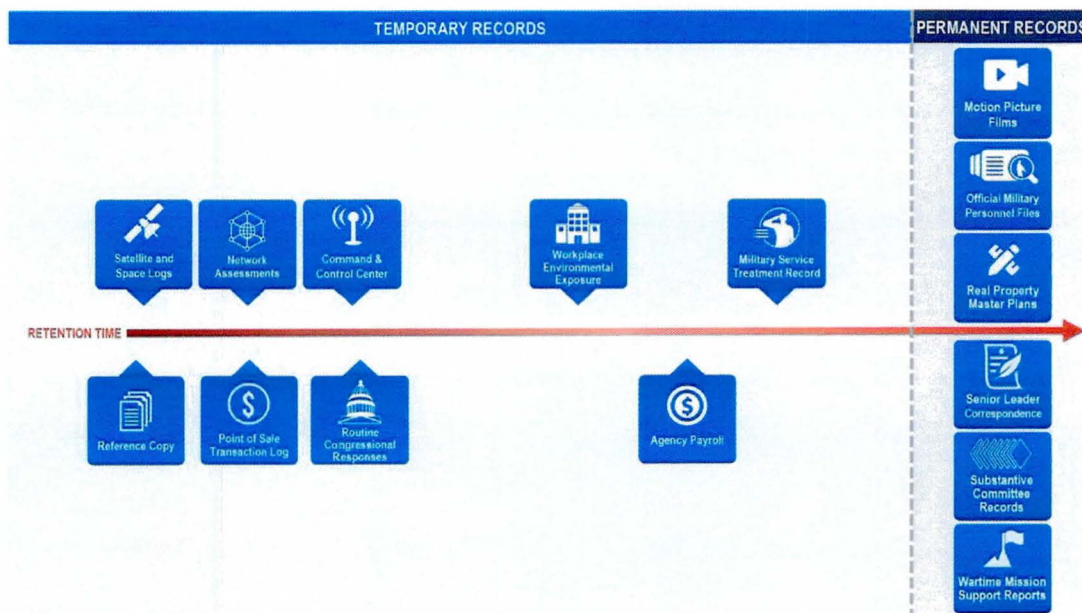 TEMPORARY RECORDS
PERMANENT RECORDS
Motion Picture
Films
Official Military
Personnel Files
Real Property
Master Plans
Satellite and
Space Logs
Network
Assessments
Command &
Control Center
Workplace
Environmental
Exposure
Military Service
Treatment Record
RETENTION TIME
Reference Copy
$
Point of Sale
Transaction Log
Routine
Congressional
Responses
$
Agency Payroll
Senior Leader
Correspondence
Substantive
Committee
Records
Wartime Mission
Support Reports